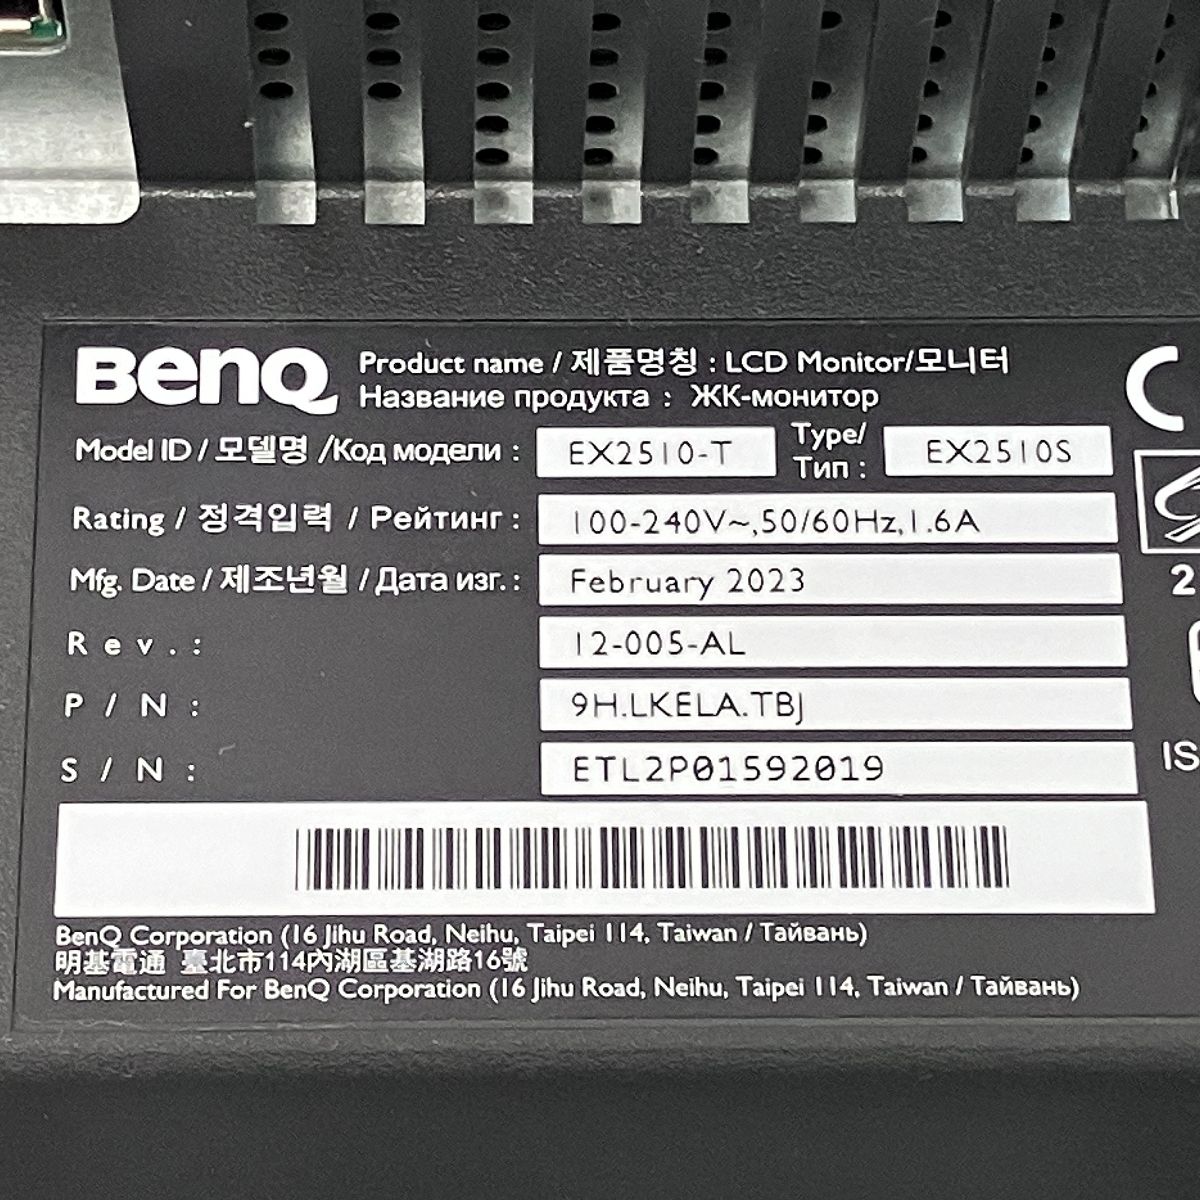 BenQ
Product name / 제품명칭 : LCD Monitor/모니터
Название продукта : ЖК-монитор
Model ID / 모델명 /Код модели : EX2510-T Type/ Тип : EX2510S
Rating / 정격입력 / Рейтинг : 100-240V~,50/60Hz,1.6A
Mfg. Date / 제조년월 /Дата изг. : February 2023
Rev. : 12-005-AL
P/N : 9H.LKELA.TBJ
S/N : ETL2P01592019
BenQ Corporation (16 Jihu Road, Neihu, Taipei 114, Taiwan / Тайвань)
明基電通 臺北市114內湖區基湖路16號
Manufactured For BenQ Corporation (16 Jihu Road, Neihu, Taipei 114, Taiwan / Тайвань)
2
IS